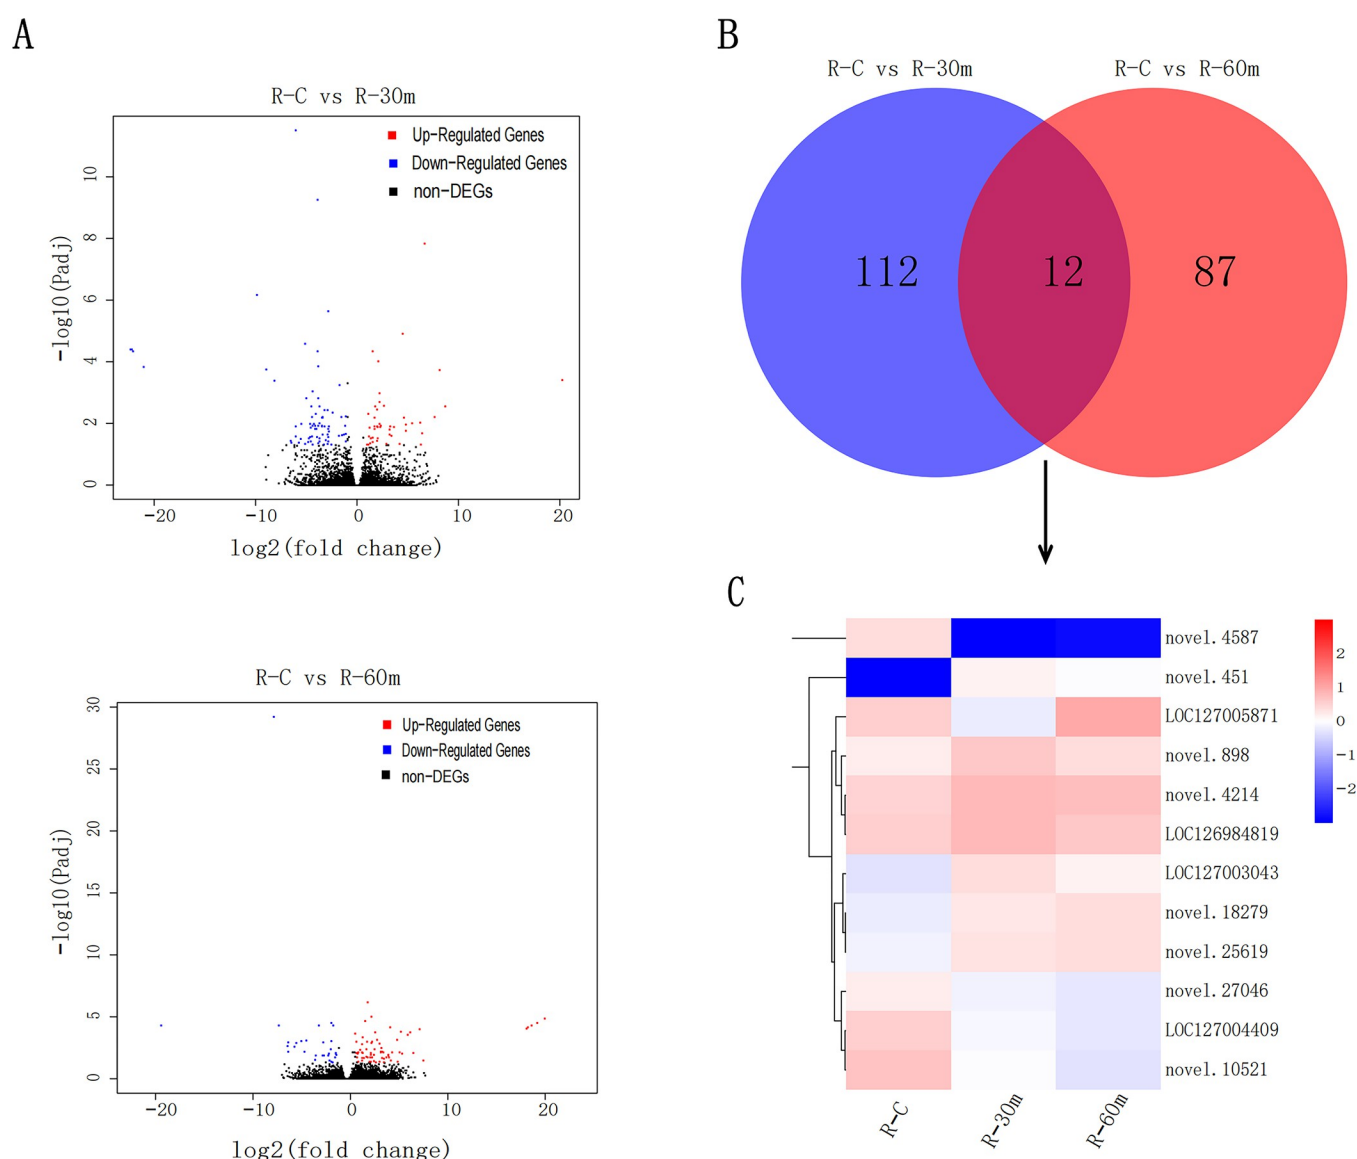 A
R-C vs R-30m
Up-Regulated Genes
Down-Regulated Genes
non-DEGs
-log10(Padj)
10
8
6
4
2
0
-20 -10 0 10 20
log2(fold change)
R-C vs R-60m
Up-Regulated Genes
Down-Regulated Genes
non-DEGs
-log10(Padj)
30
25
20
15
10
5
0
-20 -10 0 10 20
log2(fold change)
B
R-C vs R-30m R-C vs R-60m
112 12 87
C
novel.4587
novel.451
LOC127005871
novel.898
novel.4214
LOC126984819
LOC127003043
novel.18279
novel.25619
novel.27046
LOC127004409
novel.10521
R-C R-30m R-60m
2
1
0
-1
-2